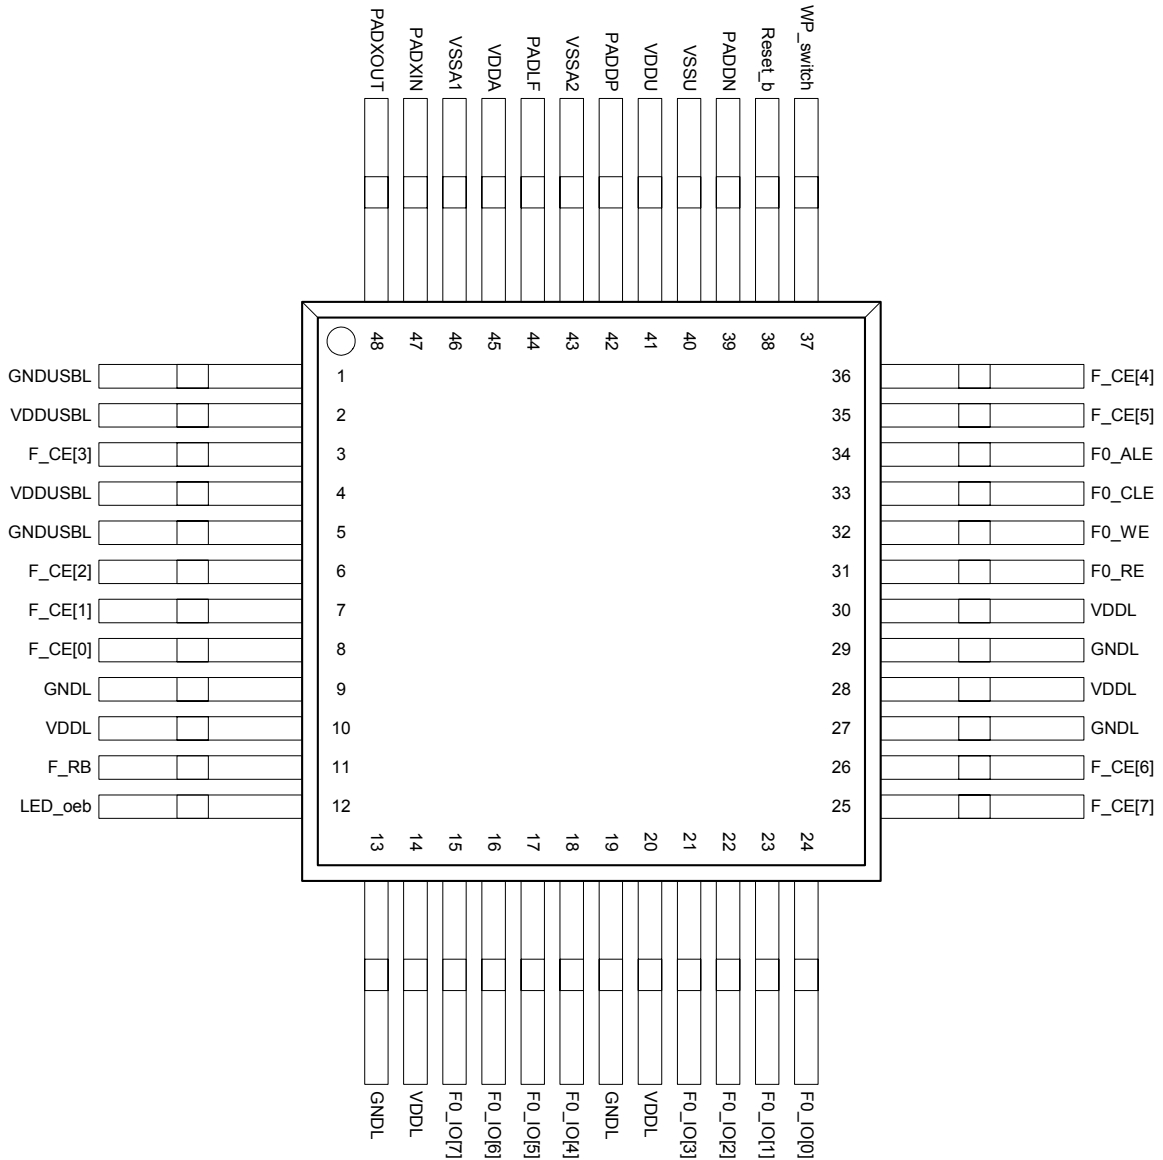 PADXOUT
PADXIN
VSSA1
VDDA
PADLF
VSSA2
PADDP
VDDU
VSSU
PADDN
Reset_b
WP_switch
48
47
46
45
44
43
42
41
40
39
38
37
GNDUSBL 1
36 F_CE[4]
VDDUSBL 2
35 F_CE[5]
F_CE[3] 3
34 F0_ALE
VDDUSBL 4
33 F0_CLE
GNDUSBL 5
32 F0_WE
F_CE[2] 6
31 F0_RE
F_CE[1] 7
30 VDDL
F_CE[0] 8
29 GNDL
GNDL 9
28 VDDL
VDDL 10
27 GNDL
F_RB 11
26 F_CE[6]
LED_oeb 12
25 F_CE[7]
13
14
15
16
17
18
19
20
21
22
23
24
GNDL
VDDL
F0_IO[7]
F0_IO[6]
F0_IO[5]
F0_IO[4]
GNDL
VDDL
F0_IO[3]
F0_IO[2]
F0_IO[1]
F0_IO[0]